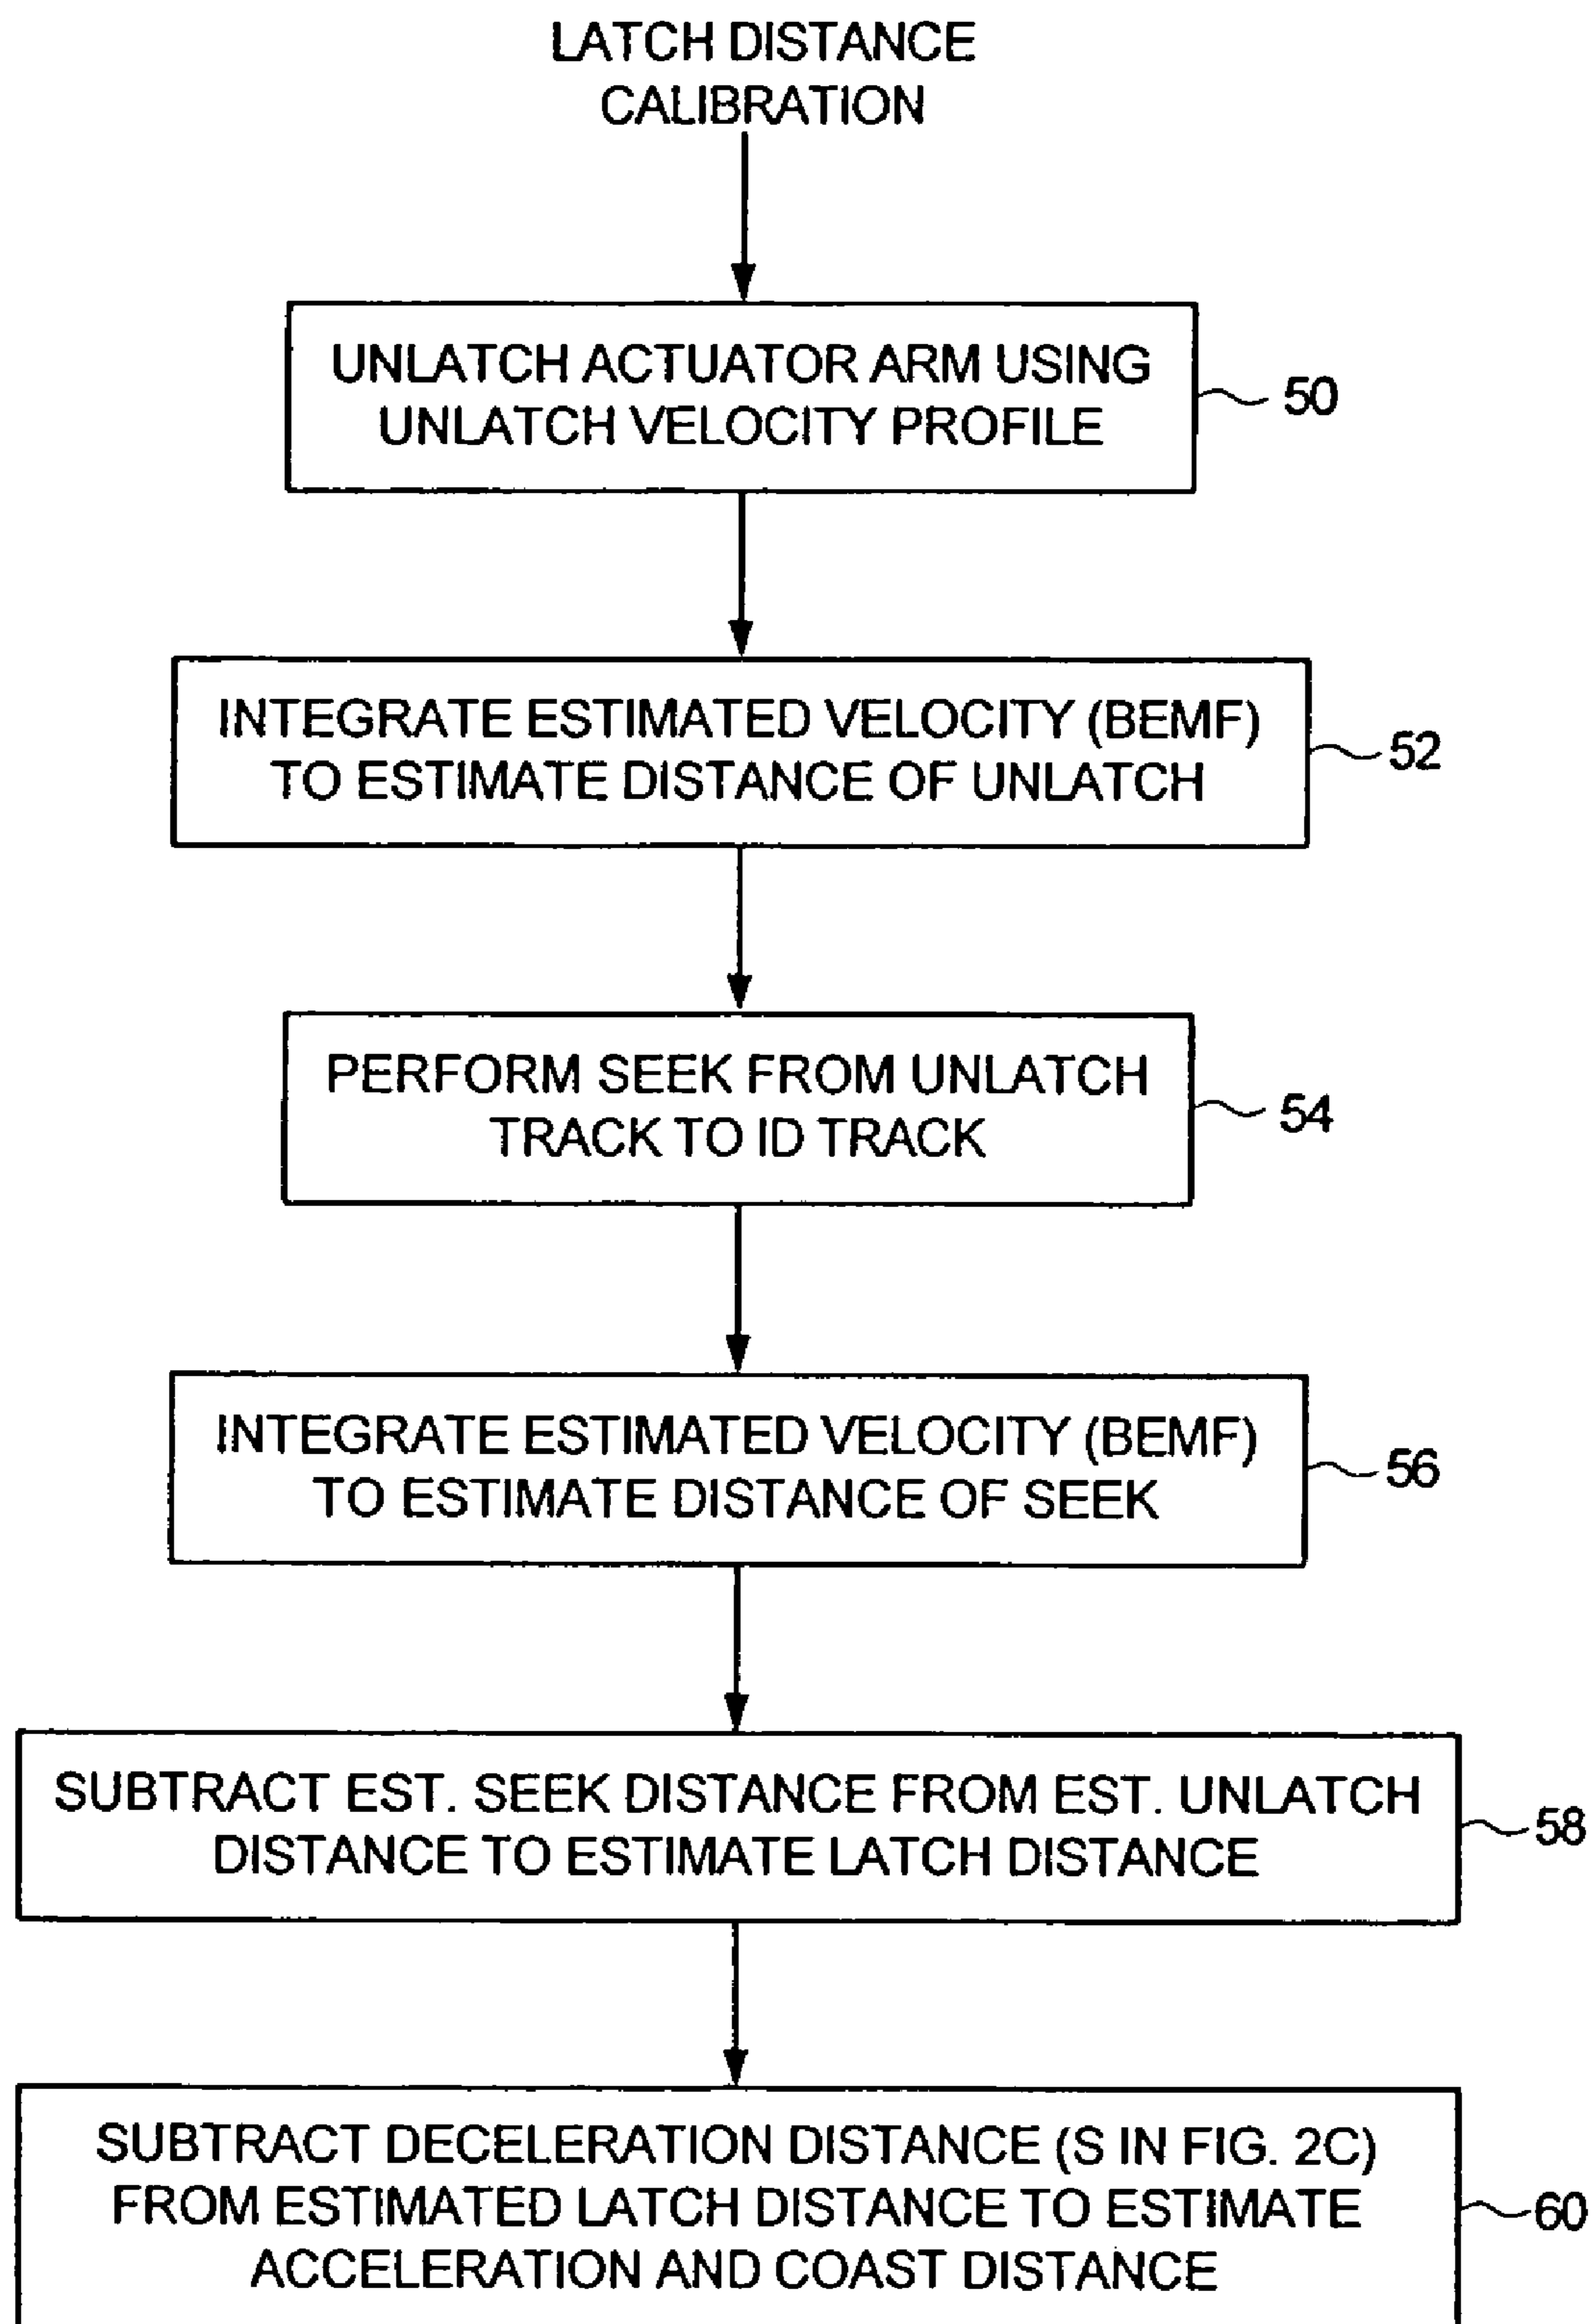 LATCH DISTANCE
CALIBRATION
UNLATCH ACTUATOR ARM USING
UNLATCH VELOCITY PROFILE
50
INTEGRATE ESTIMATED VELOCITY (BEMF)
TO ESTIMATE DISTANCE OF UNLATCH
52
PERFORM SEEK FROM UNLATCH
TRACK TO ID TRACK
54
INTEGRATE ESTIMATED VELOCITY (BEMF)
TO ESTIMATE DISTANCE OF SEEK
56
SUBTRACT EST. SEEK DISTANCE FROM EST. UNLATCH
DISTANCE TO ESTIMATE LATCH DISTANCE
58
SUBTRACT DECELERATION DISTANCE (S IN FIG. 2C)
FROM ESTIMATED LATCH DISTANCE TO ESTIMATE
ACCELERATION AND COAST DISTANCE
60